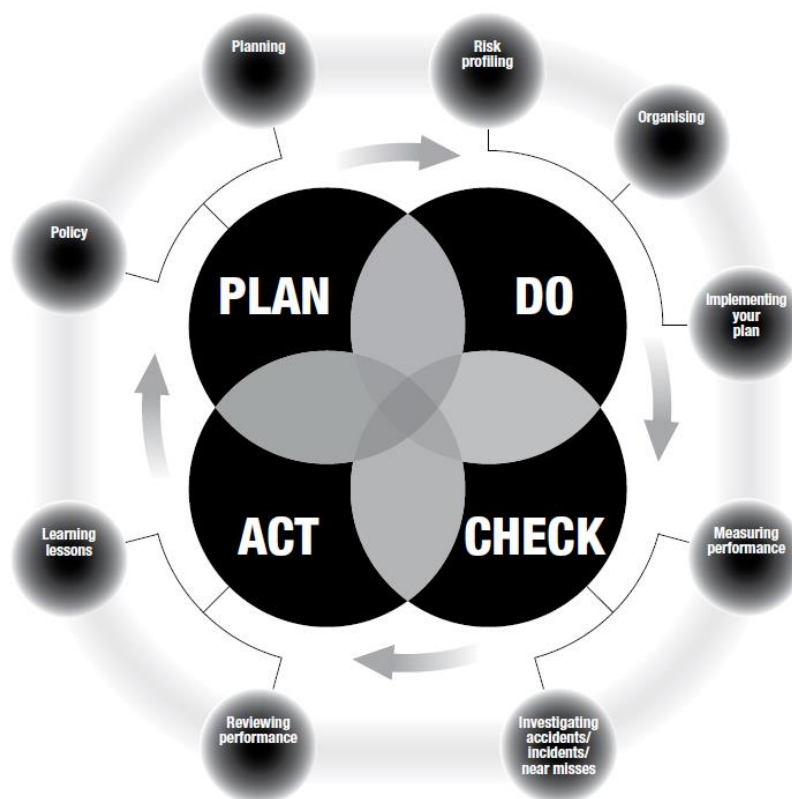 Planning
Risk
profiling
Organising
Policy
PLAN
DO
Implementing
your
plan
Learning
lessons
ACT
CHECK
Measuring
performance
Reviewing
performance
Investigating
accidents/
incidents/
near misses